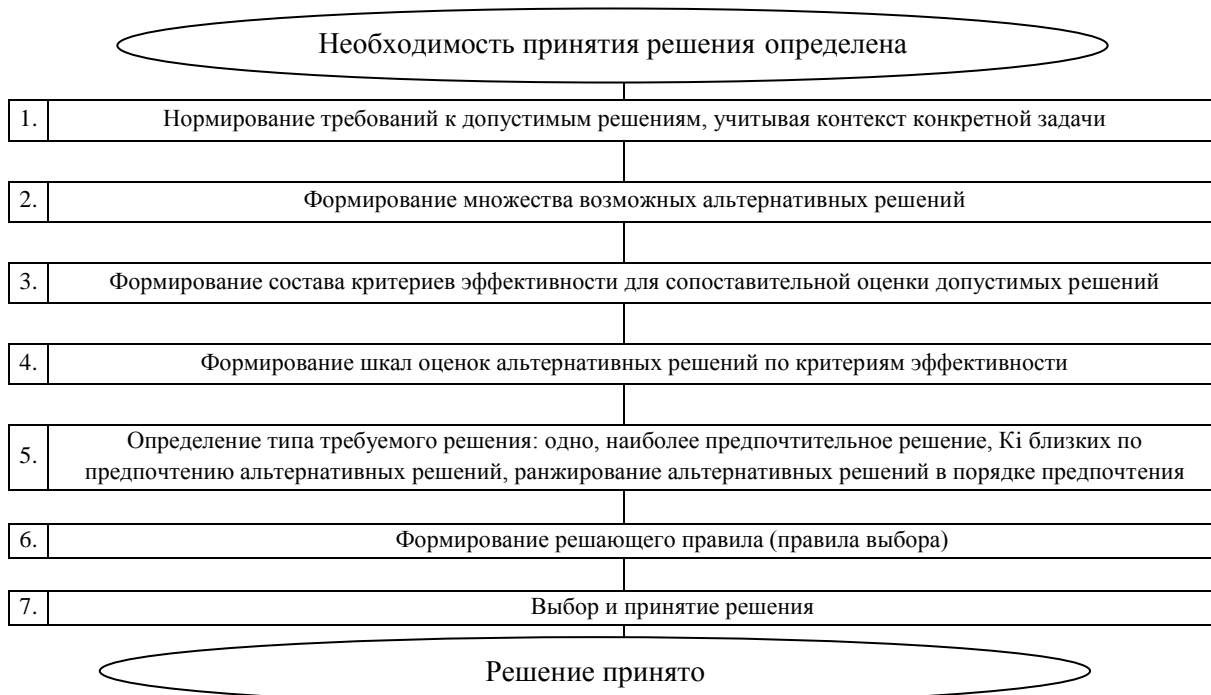 Необходимость принятия решения определена
1. Нормирование требований к допустимым решениям, учитывая контекст конкретной задачи
2. Формирование множества возможных альтернативных решений
3. Формирование состава критериев эффективности для сопоставительной оценки допустимых решений
4. Формирование шкал оценок альтернативных решений по критериям эффективности
5. Определение типа требуемого решения: одно, наиболее предпочтительное решение, Ki близких по
предпочтению альтернативных решений, ранжирование альтернативных решений в порядке предпочтения
6. Формирование решающего правила (правила выбора)
7. Выбор и принятие решения
Решение принято